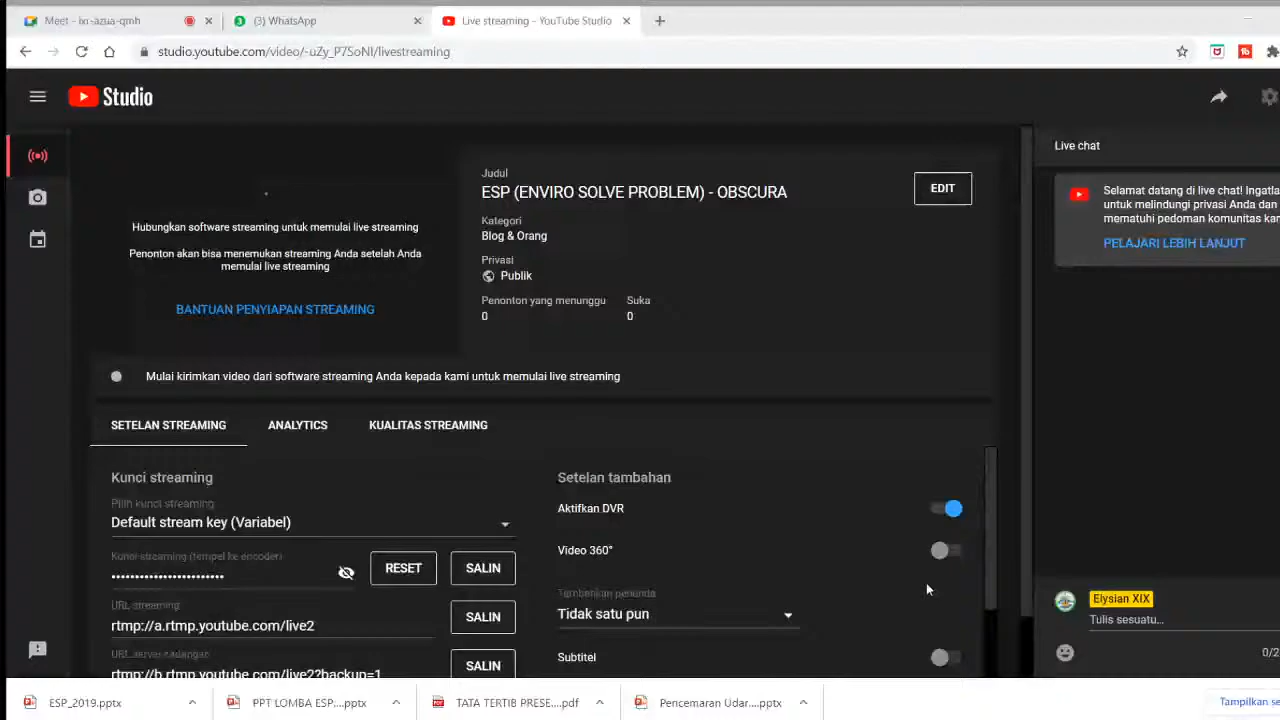 Meet - ixr-azua-qmh
(3) WhatsApp
Live streaming - YouTube Studio
studio.youtube.com/video/-uZy_P7SoNI/livestreaming
Studio
Live chat
Selamat datang di live chat! Ingatla
untuk melindungi privasi Anda dan
mematuhi pedoman komunitas kam
PELAJARI LEBIH LANJUT
Hubungkan software streaming untuk memulai live streaming
Penonton akan bisa menemukan streaming Anda setelah Anda
memulai live streaming
BANTUAN PENYIAPAN STREAMING
Judul
ESP (ENVIRO SOLVE PROBLEM) - OBSCURA
EDIT
Kategori
Blog & Orang
Privasi
Publik
Penonton yang menunggu
0
Suka
0
Mulai kirimkan video dari software streaming Anda kepada kami untuk memulai live streaming
SETELAN STREAMING
ANALYTICS
KUALITAS STREAMING
Kunci streaming
Pilih kunci streaming
Default stream key (Variabel)
Kunci streaming (tempel ke encoder)
••••••••••••••••••••••••
RESET
SALIN
URL streaming
rtmp://a.rtmp.youtube.com/live2
SALIN
URL server cadangan
rtmp://b.rtmp.youtube.com/live2?backup=1
SALIN
Setelan tambahan
Aktifkan DVR
Video 360°
Tambahkan penunda
Tidak satu pun
Subtitel
Elysian XIX
Tulis sesuatu...
0/2
ESP_2019.pptx
PPT LOMBA ESP....pptx
TATA TERTIB PRESE....pdf
Pencemaran Udar....pptx
Tampilkan se